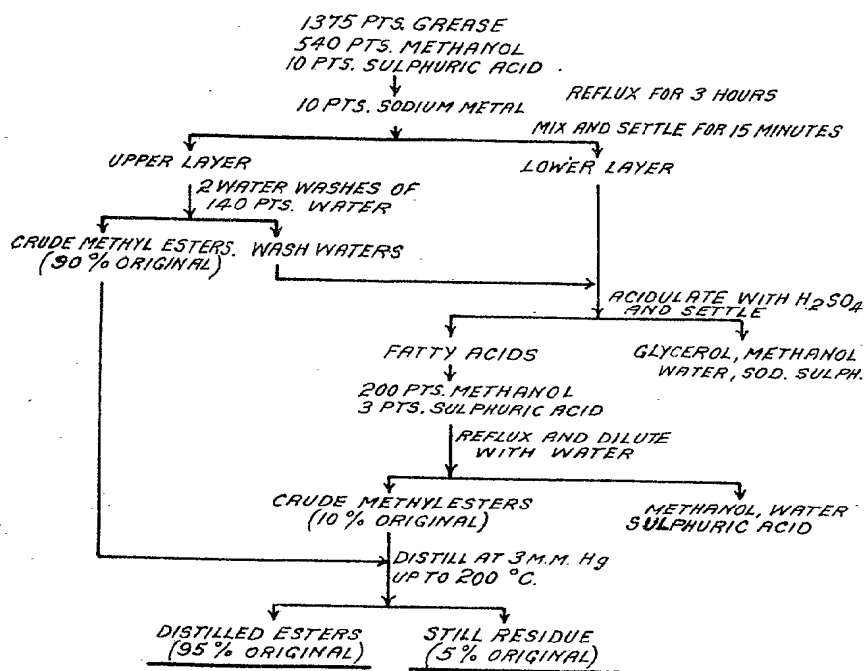 1375 PTS. GREASE
540 PTS. METHANOL
10 PTS. SULPHURIC ACID
REFLUX FOR 3 HOURS
10 PTS. SODIUM METAL
MIX AND SETTLE FOR 15 MINUTES
UPPER LAYER
LOWER LAYER
2 WATER WASHES OF
140 PTS. WATER
CRUDE METHYL ESTERS. WASH WATERS
(90% ORIGINAL)
ACIDULATE WITH H2SO4
AND SETTLE
FATTY ACIDS
GLYCEROL, METHANOL
WATER, SOD. SULPH.
200 PTS. METHANOL
3 PTS. SULPHURIC ACID
REFLUX AND DILUTE
WITH WATER
CRUDE METHYLESTERS
(10% ORIGINAL)
METHANOL, WATER
SULPHURIC ACID
DISTILL AT 3 M.M. Hg
UP TO 200 °C.
DISTILLED ESTERS
(95% ORIGINAL)
STILL RESIDUE
(5% ORIGINAL)